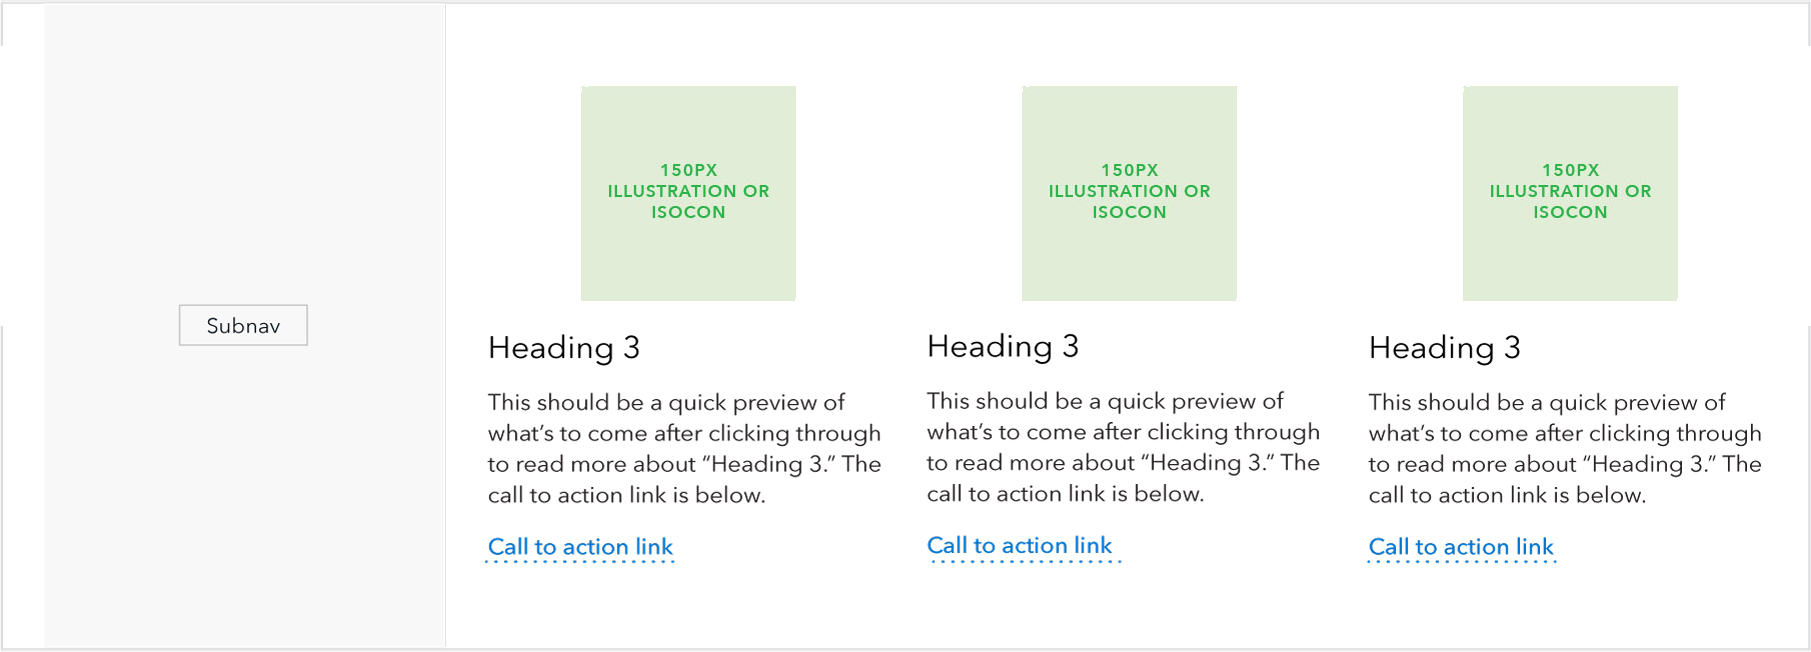 Subnav
150PX
ILLUSTRATION OR
ISOCON
Heading 3
This should be a quick preview of
what’s to come after clicking through
to read more about “Heading 3.” The
call to action link is below.
Call to action link
150PX
ILLUSTRATION OR
ISOCON
Heading 3
This should be a quick preview of
what’s to come after clicking through
to read more about “Heading 3.” The
call to action link is below.
Call to action link
150PX
ILLUSTRATION OR
ISOCON
Heading 3
This should be a quick preview of
what’s to come after clicking through
to read more about “Heading 3.” The
call to action link is below.
Call to action link